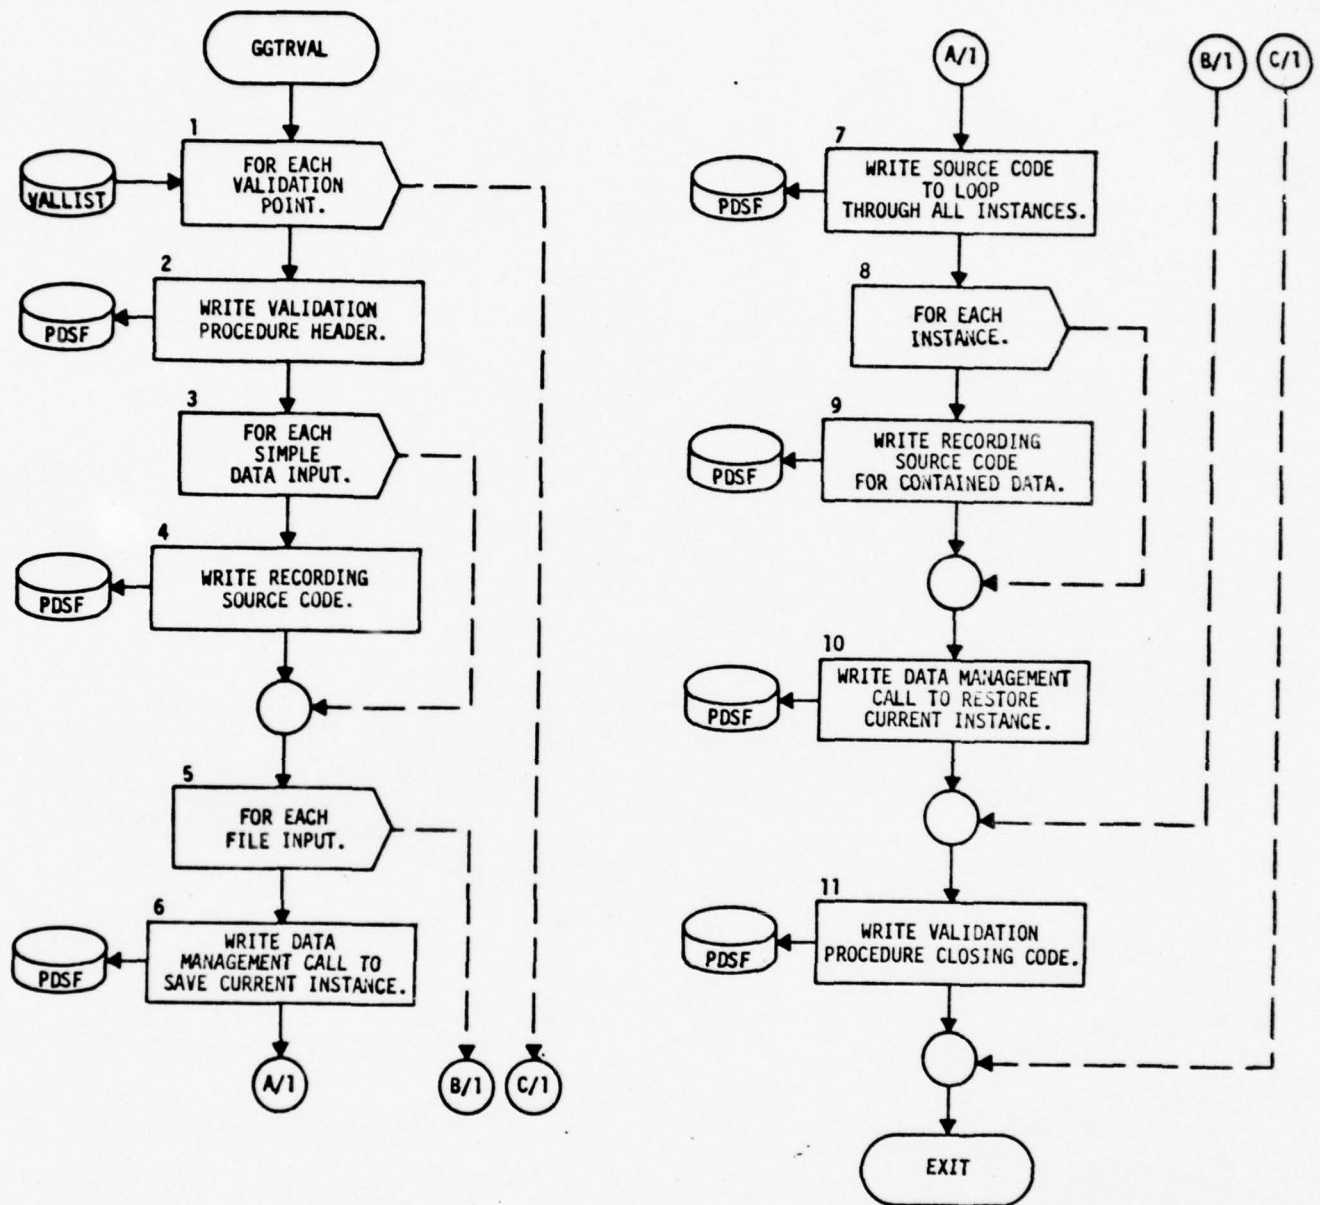 GGTRVAL
1
FOR EACH
VALIDATION
POINT.
VALLIST
2
WRITE VALIDATION
PROCEDURE HEADER.
PDSF
3
FOR EACH
SIMPLE
DATA INPUT.
4
WRITE RECORDING
SOURCE CODE.
PDSF
5
FOR EACH
FILE INPUT.
6
WRITE DATA
MANAGEMENT CALL TO
SAVE CURRENT INSTANCE.
PDSF
A/1
B/1
C/1
A/1
B/1
C/1
7
WRITE SOURCE CODE
TO LOOP
THROUGH ALL INSTANCES.
PDSF
8
FOR EACH
INSTANCE.
9
WRITE RECORDING
SOURCE CODE
FOR CONTAINED DATA.
PDSF
10
WRITE DATA MANAGEMENT
CALL TO RESTORE
CURRENT INSTANCE.
PDSF
11
WRITE VALIDATION
PROCEDURE CLOSING CODE.
PDSF
EXIT